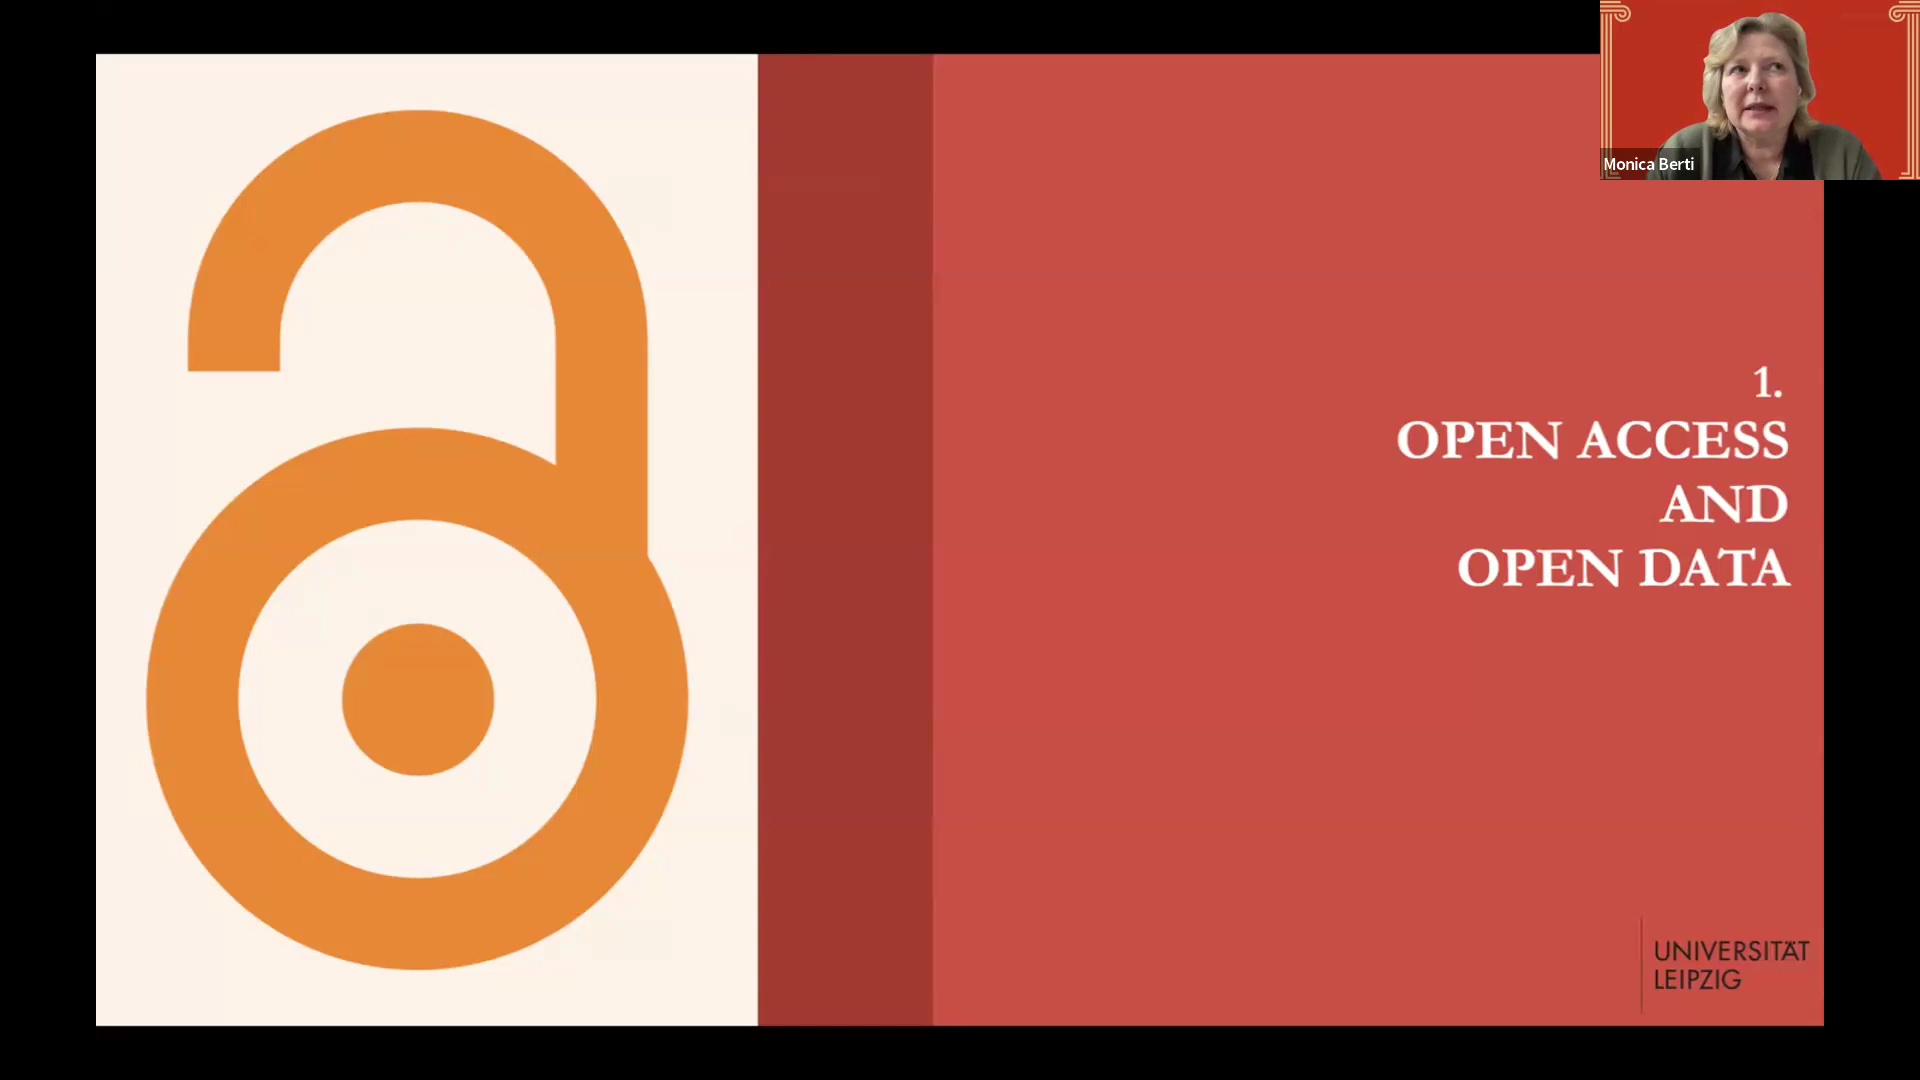 Monica Berti
1.
OPEN ACCESS
AND
OPEN DATA
UNIVERSITÄT
LEIPZIG